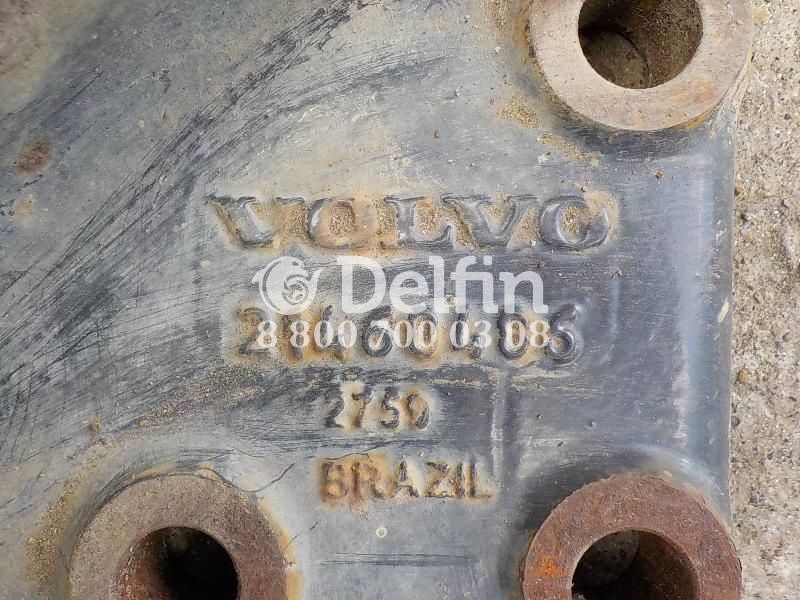 VOLVO
Delfin
8 800 700 03 08
2150
BRAZIL